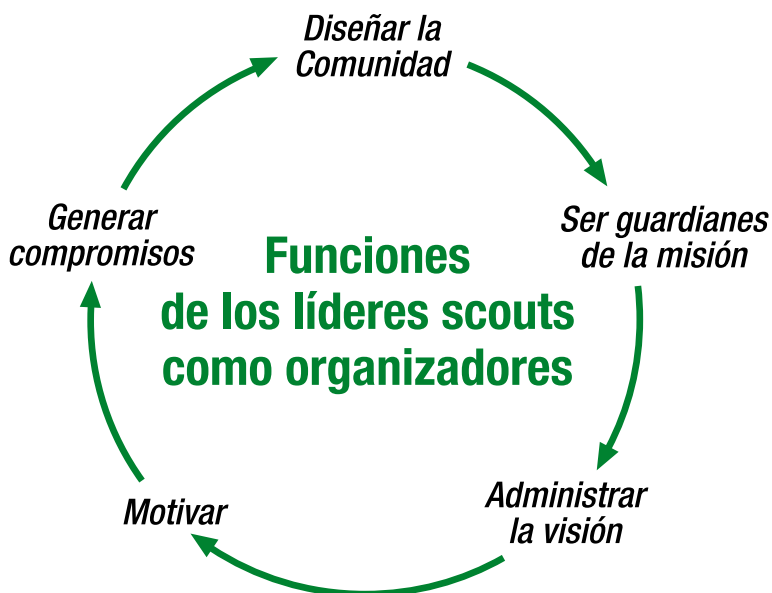 Diseñar la
Comunidad
Ser guardianes
de la misión
Administrar
la visión
Motivar
Generar
compromisos
Funciones
de los líderes scouts
como organizadores